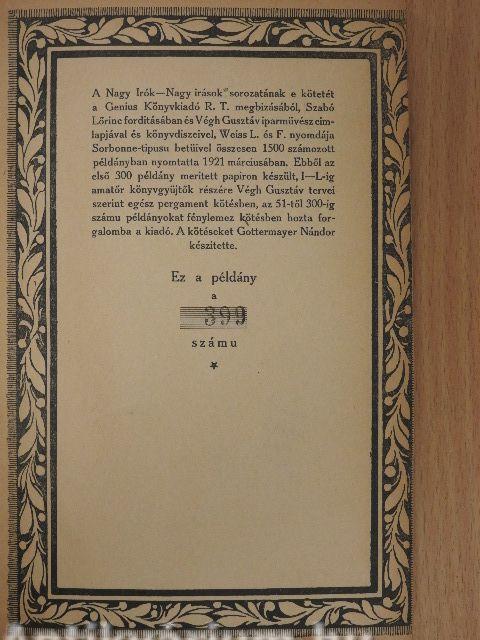 A Nagy Irók—Nagy irások sorozatának e kötetét
a Genius Könyvkiadó R. T. megbizásából, Szabó
Lőrinc forditásában és Végh Gusztáv iparművész cim-
lapjával és könyvdiszeivel, Weiss L. és F. nyomdája
Sorbonne-tipusu betüivel összesen 1500 számozott
példányban nyomtatta 1921 márciusában. Ebből az
első 300 példány meritett papiron készült, I—L-ig
amatőr könyvgyüjtők részére Végh Gusztáv tervei
szerint egész pergament kötésben, az 51-től 300-ig
számu példányokat fénylemez kötésben hozta for-
galomba a kiadó. A kötéseket Gottermayer Nándor
készitette.
Ez a példány
a
399
számu